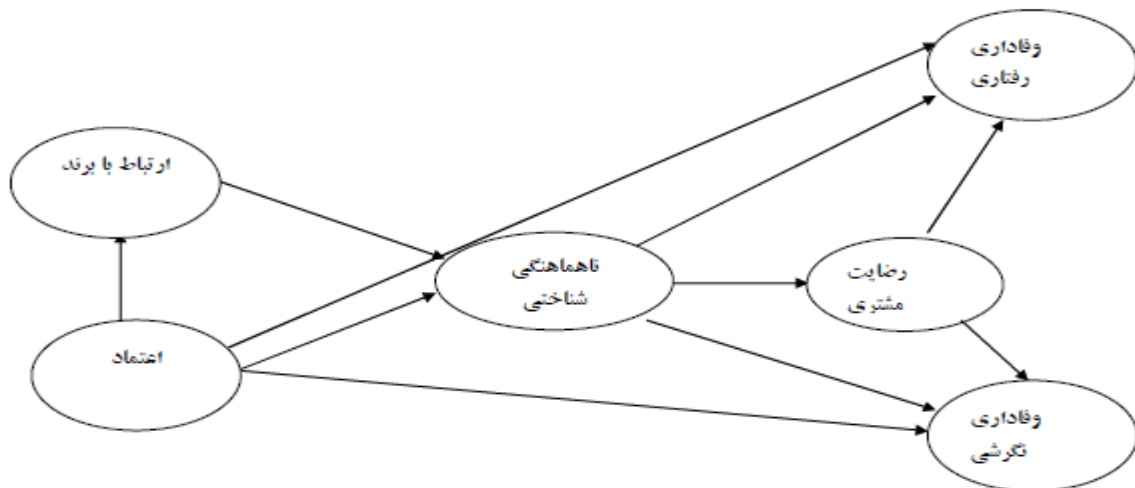 وفاداری
رفتاری
ارتباط با برند
ناهماهنگی
شناختی
رضایت
مشتری
اعتماد
وفاداری
نگرشی